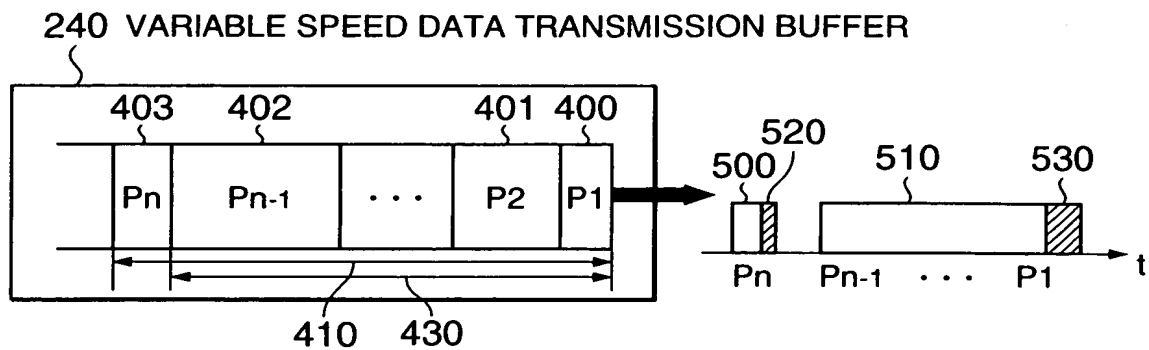 240 VARIABLE SPEED DATA TRANSMISSION BUFFER
403 402 401 400
500 520 510 530
Pn Pn-1 · · · P2 P1
Pn Pn-1 · · · P1 t
410 430